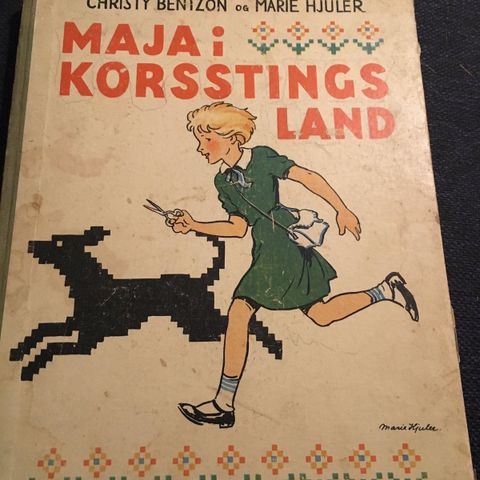 CHRISTY BENTZON OG MARIE HJULER
MAJA i
KORSSTINGS
LAND
Marie Hjuler